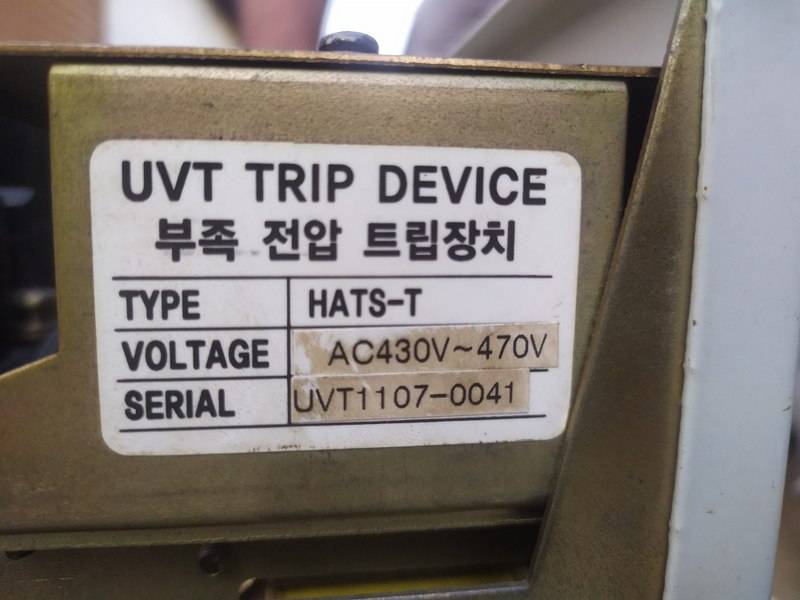 UVT TRIP DEVICE
부족 전압 트립장치
TYPE HATS-T
VOLTAGE AC430V~470V
SERIAL UVT1107-0041